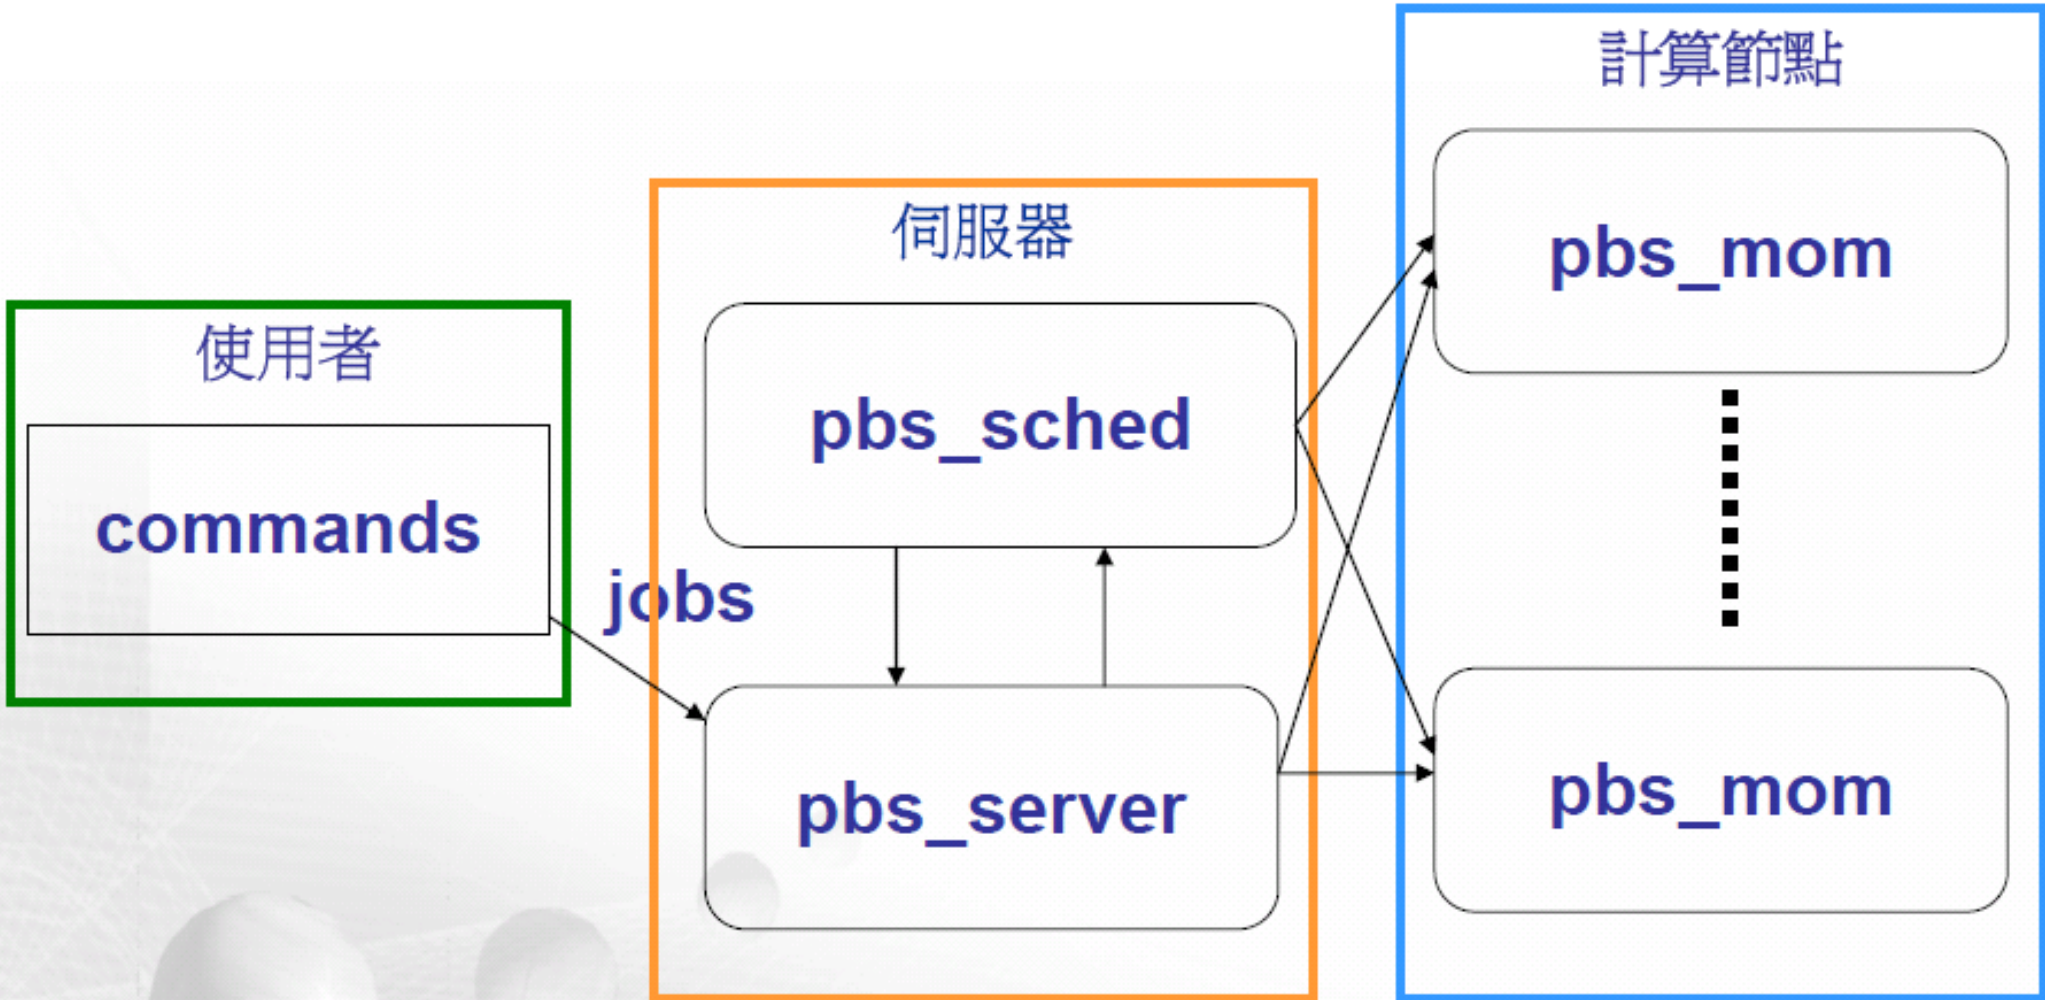 使用者
commands
jobs
伺服器
pbs_sched
pbs_server
計算節點
pbs_mom
pbs_mom